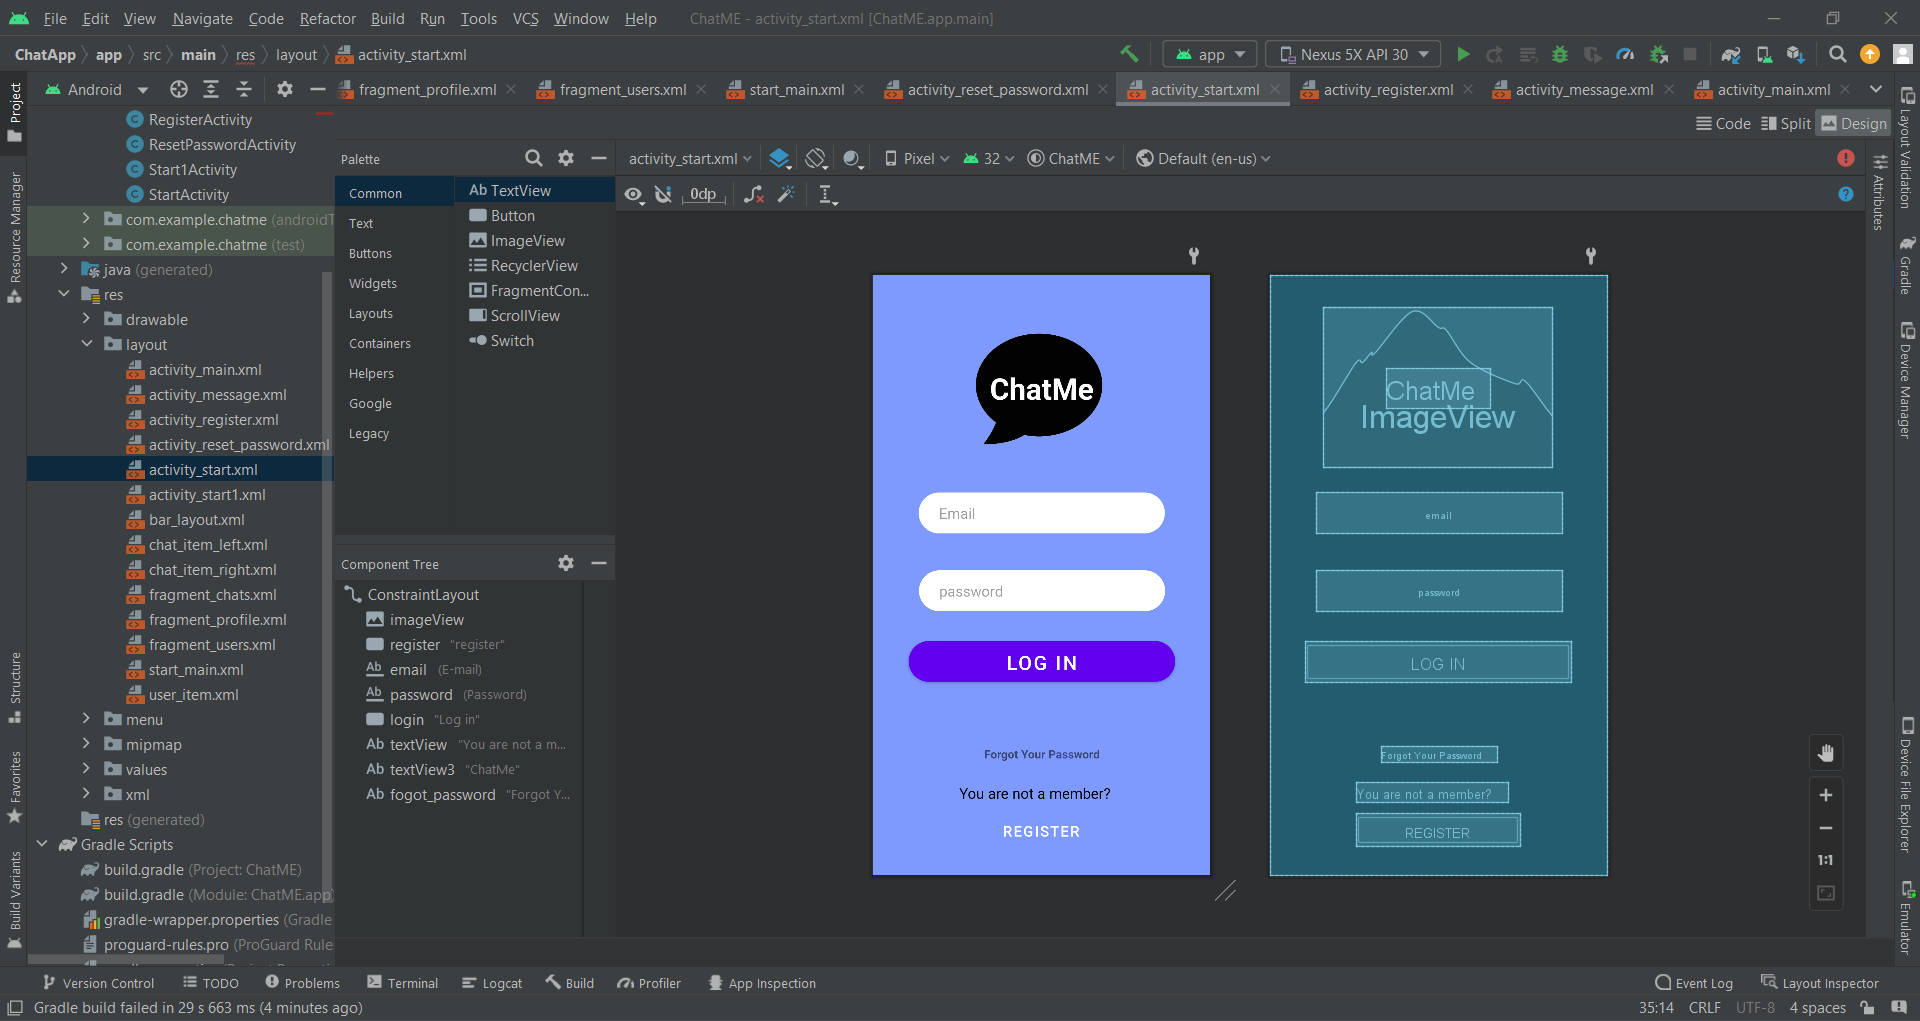 File Edit View Navigate Code Refactor Build Run Tools VCS Window Help ChatME - activity_start.xml [ChatME.app.main]
ChatApp app src main res layout activity_start.xml app Nexus 5X API 30
Android fragment_profile.xml fragment_users.xml start_main.xml activity_reset_password.xml activity_start.xml activity_register.xml activity_message.xml activity_main.xml
Code Split Design
Project
Resource Manager
Structure
Favorites
Build Variants
RegisterActivity
ResetPasswordActivity
Start1Activity
StartActivity
com.example.chatme (androidT
com.example.chatme (test)
java (generated)
res
drawable
layout
activity_main.xml
activity_message.xml
activity_register.xml
activity_reset_password.xml
activity_start.xml
activity_start1.xml
bar_layout.xml
chat_item_left.xml
chat_item_right.xml
fragment_chats.xml
fragment_profile.xml
fragment_users.xml
start_main.xml
user_item.xml
menu
mipmap
values
xml
res (generated)
Gradle Scripts
build.gradle (Project: ChatME)
build.gradle (Module: ChatME.app)
gradle-wrapper.properties (Gradle
proguard-rules.pro (ProGuard Rule
Palette
Common
Text
Buttons
Widgets
Layouts
Containers
Helpers
Google
Legacy
Ab TextView
Button
ImageView
RecyclerView
FragmentCon...
ScrollView
Switch
Component Tree
ConstraintLayout
imageView
register "register"
Ab email (E-mail)
Ab password (Password)
login "Log in"
Ab textView "You are not a m...
Ab textView3 "ChatMe"
Ab fogot_password "Forgot Y...
activity_start.xml Pixel 32 ChatME Default (en-us)
0dp
ChatMe
Email
password
LOG IN
Forgot Your Password
You are not a member?
REGISTER
ChatMe
ImageView
email
password
LOG IN
Forgot Your Password
You are not a member?
REGISTER
1:1
Attributes
Layout Validation
Gradle
Device Manager
Device File Explorer
Emulator
Version Control TODO Problems Terminal Logcat Build Profiler App Inspection Event Log Layout Inspector
Gradle build failed in 29 s 663 ms (4 minutes ago) 35:14 CRLF UTF-8 4 spaces